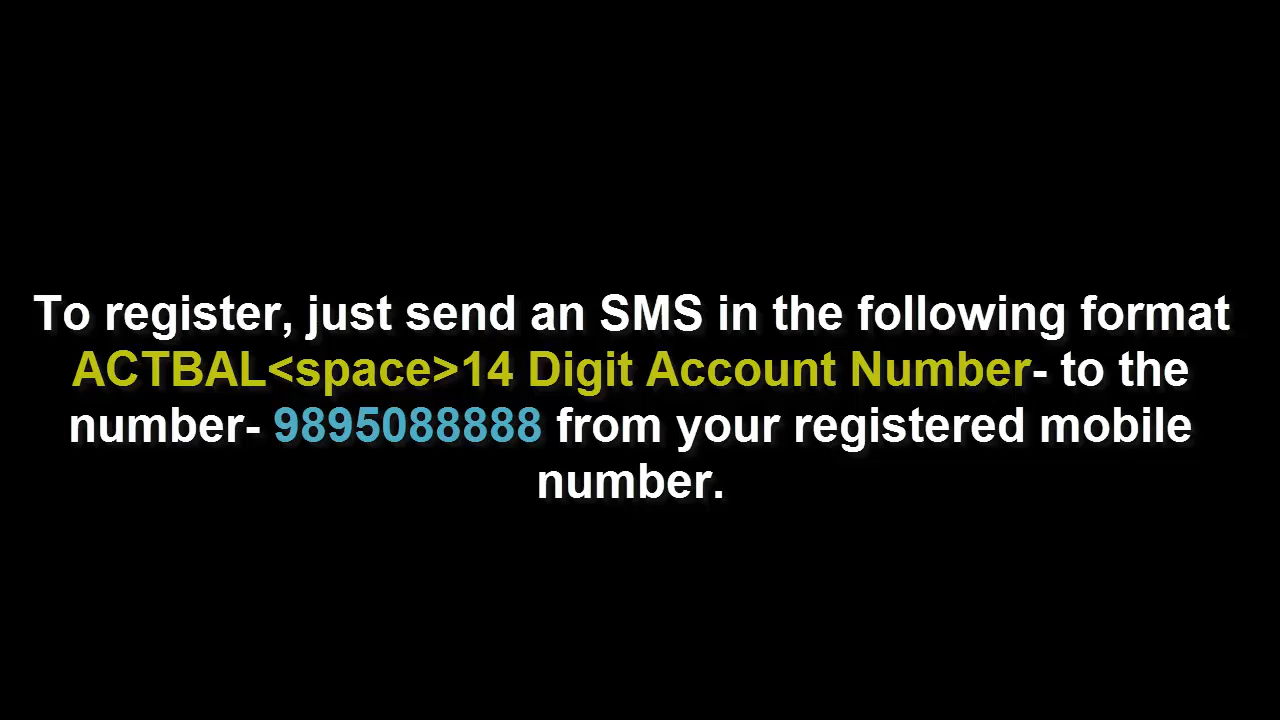 To register, just send an SMS in the following format
ACTBAL<space>14 Digit Account Number- to the
number- 9895088888 from your registered mobile
number.